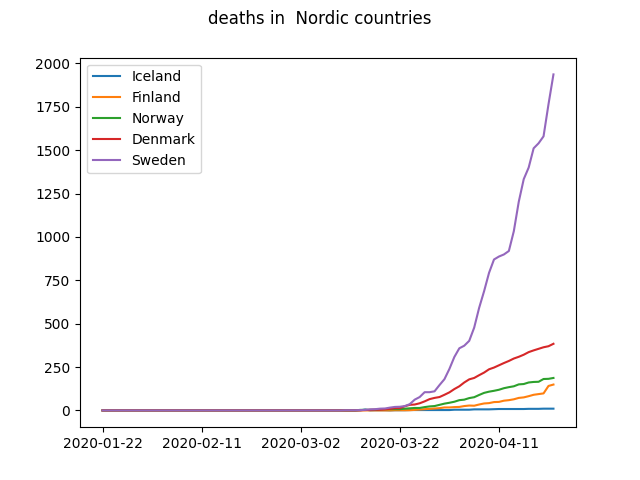 deaths in  Nordic countries
2000
1750
1500
1250
1000
750
500
250
0
Iceland
Finland
Norway
Denmark
Sweden
2020-01-22 2020-02-11 2020-03-02 2020-03-22 2020-04-11